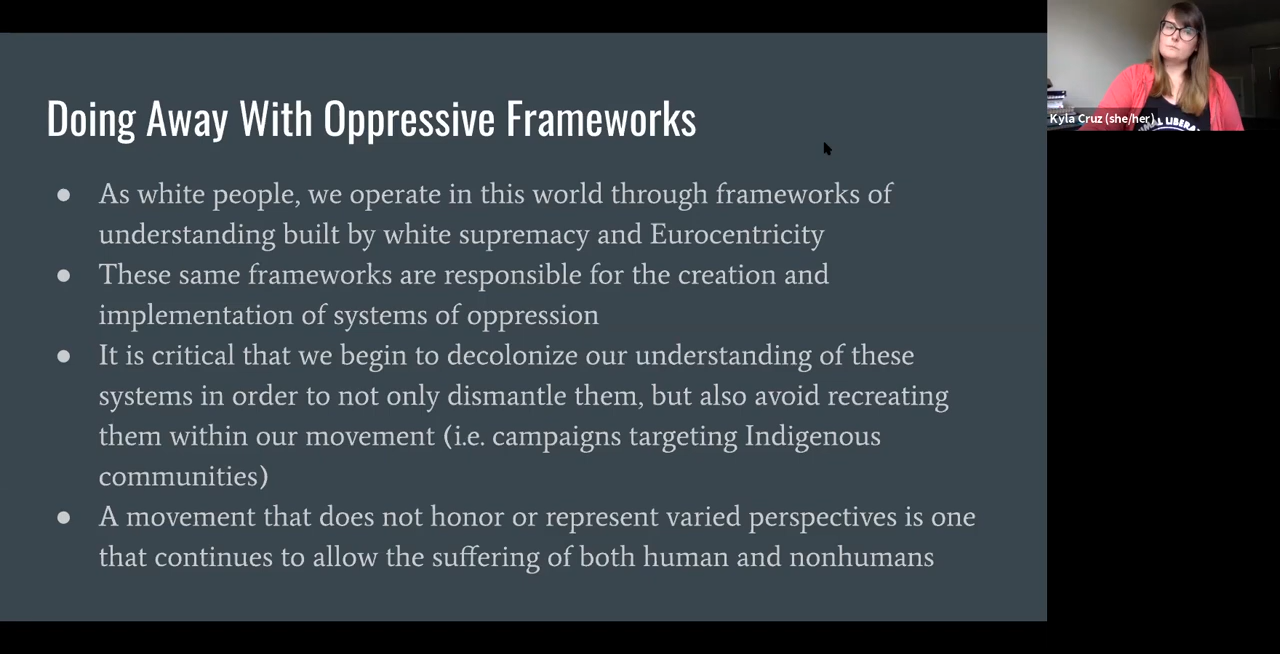 Doing Away With Oppressive Frameworks
● As white people, we operate in this world through frameworks of
understanding built by white supremacy and Eurocentricity
● These same frameworks are responsible for the creation and
implementation of systems of oppression
● It is critical that we begin to decolonize our understanding of these
systems in order to not only dismantle them, but also avoid recreating
them within our movement (i.e. campaigns targeting Indigenous
communities)
● A movement that does not honor or represent varied perspectives is one
that continues to allow the suffering of both human and nonhumans
Kyla Cruz (she/her)